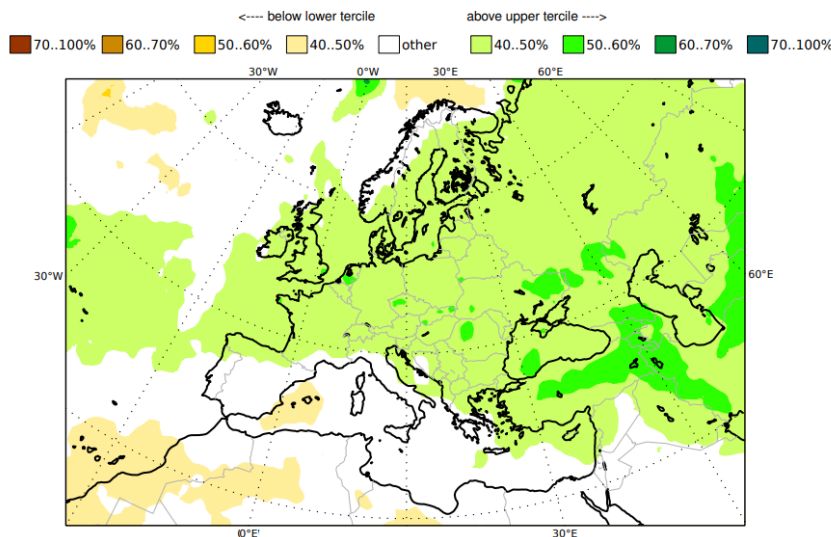 <---- below lower tercile above upper tercile ---->
70..100% 60..70% 50..60% 40..50% other 40..50% 50..60% 60..70% 70..100%
30°W 0°W 30°E 60°E
30°W 60°E
(0°E' 30°E